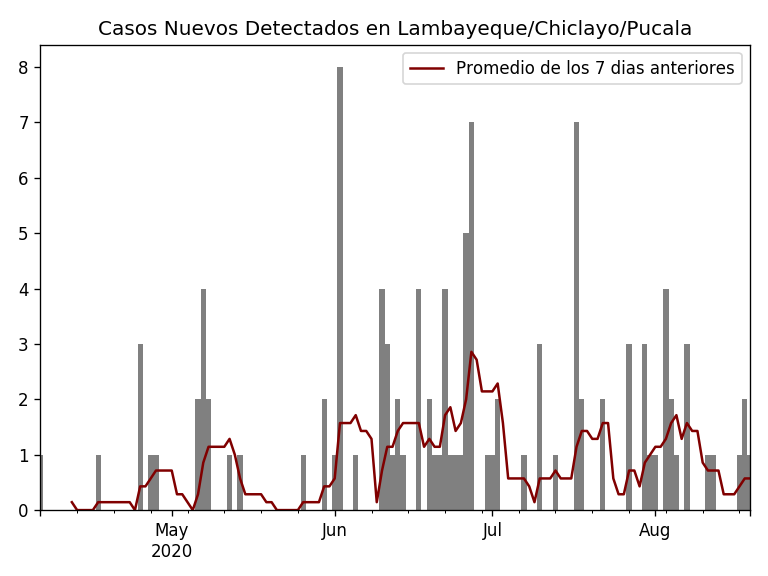 Casos Nuevos Detectados en Lambayeque/Chiclayo/Pucala
Promedio de los 7 dias anteriores
8
7
6
5
4
3
2
1
0
May
2020
Jun
Jul
Aug